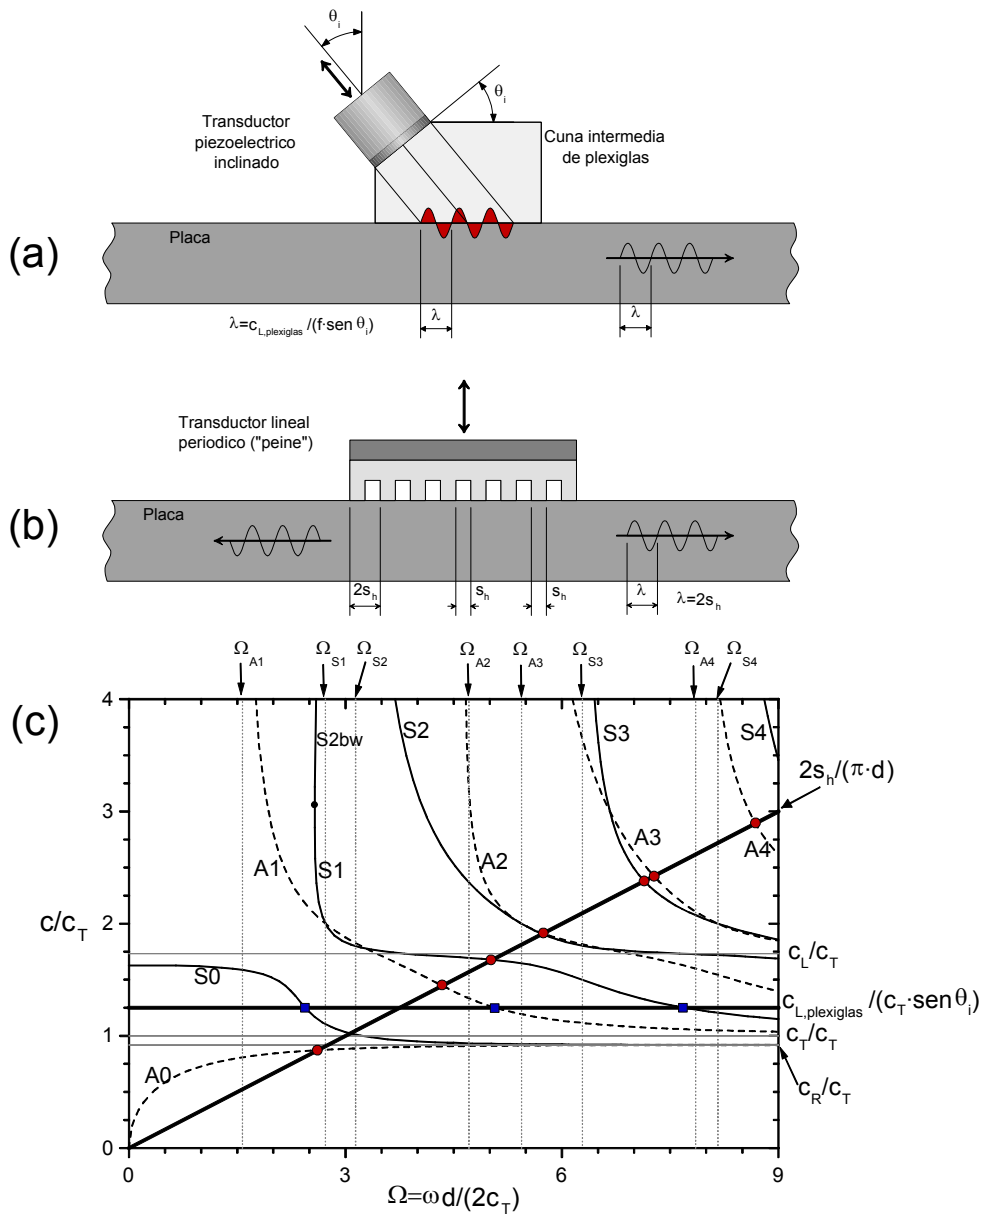 θi
θi
Transductor
piezoelectrico
inclinado
Cuna intermedia
de plexiglas
(a)
Placa
λ=cL,plexiglas/(f·sen θi)
λ
λ
Transductor lineal
periodico ("peine")
(b)
Placa
2sh
sh
sh
λ
λ=2sh
ΩA1
ΩS1
ΩS2
ΩA2
ΩA3
ΩS3
ΩA4
ΩS4
(c)
4
3
2
1
0
c/cT
S2bw
S2
S3
S4
A1
S1
A2
A3
A4
S0
A0
2sh/(π·d)
cL/cT
cL,plexiglas/(cT·senθi)
cT/cT
cR/cT
0
3
6
9
Ω=ωd/(2cT)